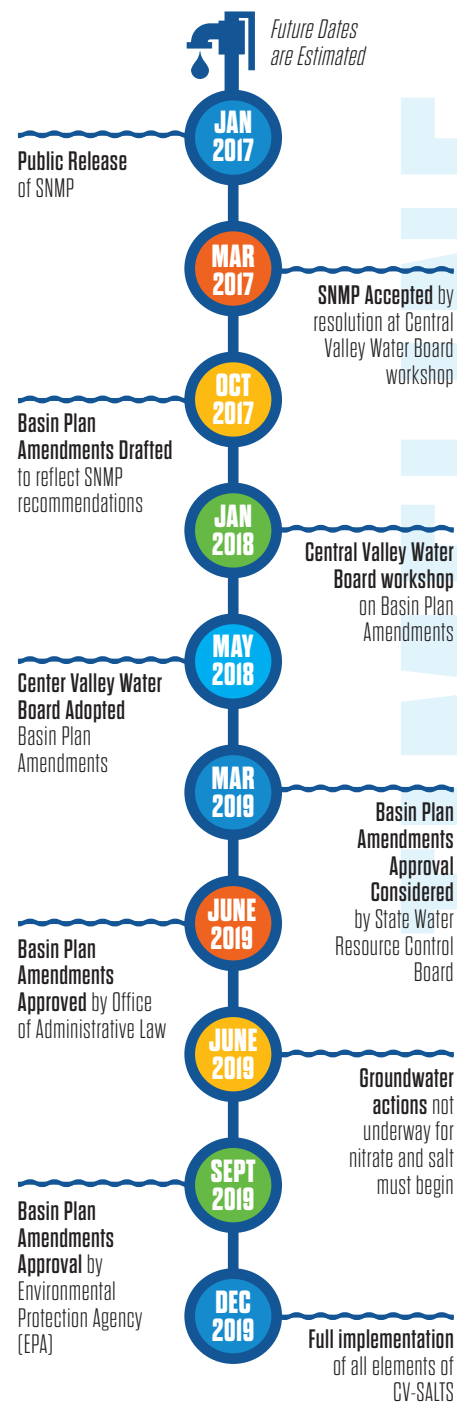 Future Dates
are Estimated
JAN
2017
Public Release
of SNMP
MAR
2017
SNMP Accepted by
resolution at Central
Valley Water Board
workshop
OCT
2017
Basin Plan
Amendments Drafted
to reflect SNMP
recommendations
JAN
2018
Central Valley Water
Board workshop
on Basin Plan
Amendments
MAY
2018
Center Valley Water
Board Adopted
Basin Plan
Amendments
MAR
2019
Basin Plan
Amendments
Approval
Considered
by State Water
Resource Control
Board
JUNE
2019
Basin Plan
Amendments
Approved by Office
of Administrative Law
JUNE
2019
Groundwater
actions not
underway for
nitrate and salt
must begin
SEPT
2019
Basin Plan
Amendments
Approval by
Environmental
Protection Agency
(EPA)
DEC
2019
Full implementation
of all elements of
CV-SALTS